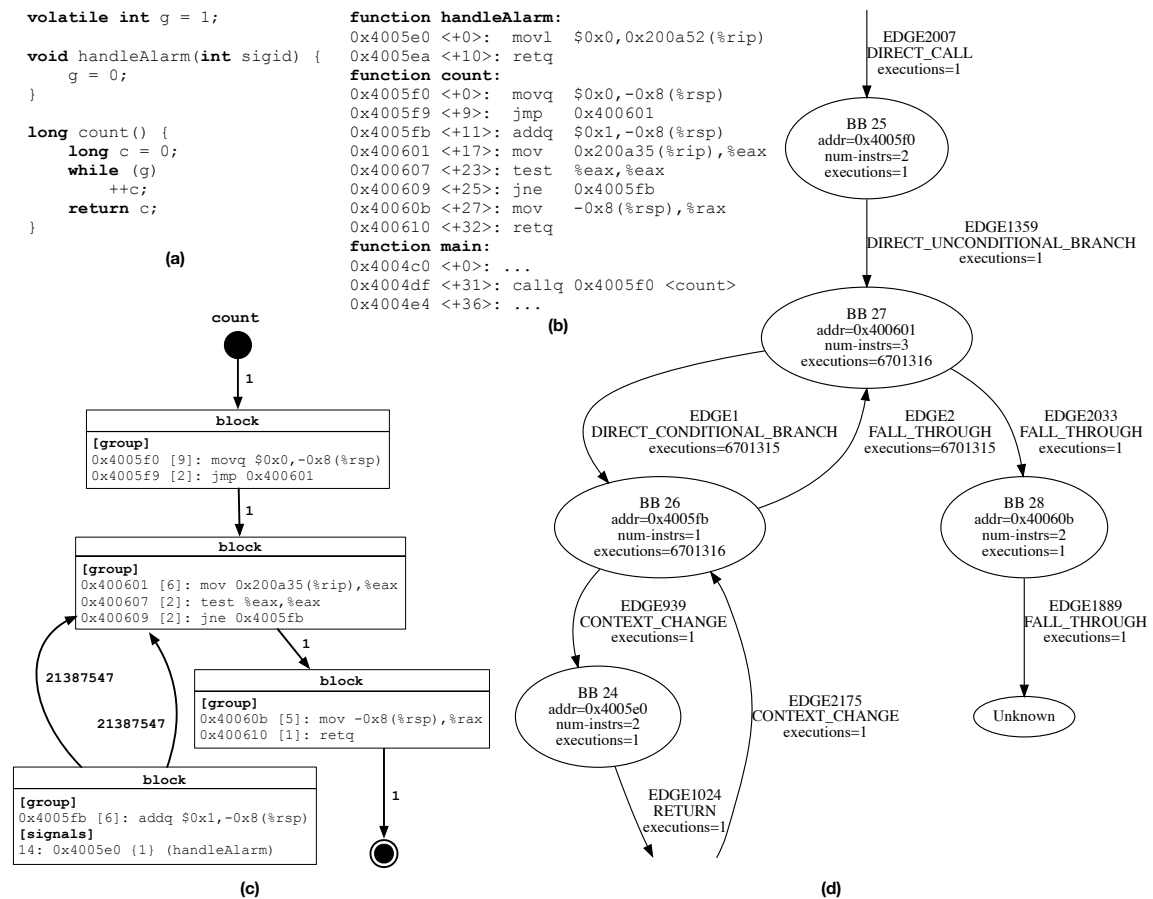 volatile int g = 1;
void handleAlarm(int sigid) {
    g = 0;
}
long count() {
    long c = 0;
    while (g)
        ++c;
    return c;
}
(a)
function handleAlarm:
0x4005e0 <+0>:  movl   $0x0,0x200a52(%rip)
0x4005ea <+10>: retq
function count:
0x4005f0 <+0>:  movq   $0x0,-0x8(%rsp)
0x4005f9 <+9>:  jmp    0x400601
0x4005fb <+11>: addq   $0x1,-0x8(%rsp)
0x400601 <+17>: mov    0x200a35(%rip),%eax
0x400607 <+23>: test   %eax,%eax
0x400609 <+25>: jne    0x4005fb
0x40060b <+27>: mov    -0x8(%rsp),%rax
0x400610 <+32>: retq
function main:
0x4004c0 <+0>: ...
0x4004df <+31>: callq 0x4005f0 <count>
0x4004e4 <+36>: ...
(b)
count
1
block
[group]
0x4005f0 [9]: movq $0x0,-0x8(%rsp)
0x4005f9 [2]: jmp 0x400601
1
block
[group]
0x400601 [6]: mov 0x200a35(%rip),%eax
0x400607 [2]: test %eax,%eax
0x400609 [2]: jne 0x4005fb
1
21387547
21387547
block
[group]
0x40060b [5]: mov -0x8(%rsp),%rax
0x400610 [1]: retq
1
block
[group]
0x4005fb [6]: addq $0x1,-0x8(%rsp)
[signals]
14: 0x4005e0 {1} (handleAlarm)
(c)
EDGE2007
DIRECT_CALL
executions=1
BB 25
addr=0x4005f0
num-instrs=2
executions=1
EDGE1359
DIRECT_UNCONDITIONAL_BRANCH
executions=1
BB 27
addr=0x400601
num-instrs=3
executions=6701316
EDGE1
DIRECT_CONDITIONAL_BRANCH
executions=6701315
EDGE2
FALL_THROUGH
executions=6701315
EDGE2033
FALL_THROUGH
executions=1
BB 26
addr=0x4005fb
num-instrs=1
executions=6701316
BB 28
addr=0x40060b
num-instrs=2
executions=1
EDGE939
CONTEXT_CHANGE
executions=1
EDGE1889
FALL_THROUGH
executions=1
BB 24
addr=0x4005e0
num-instrs=2
executions=1
EDGE2175
CONTEXT_CHANGE
executions=1
Unknown
EDGE1024
RETURN
executions=1
(d)